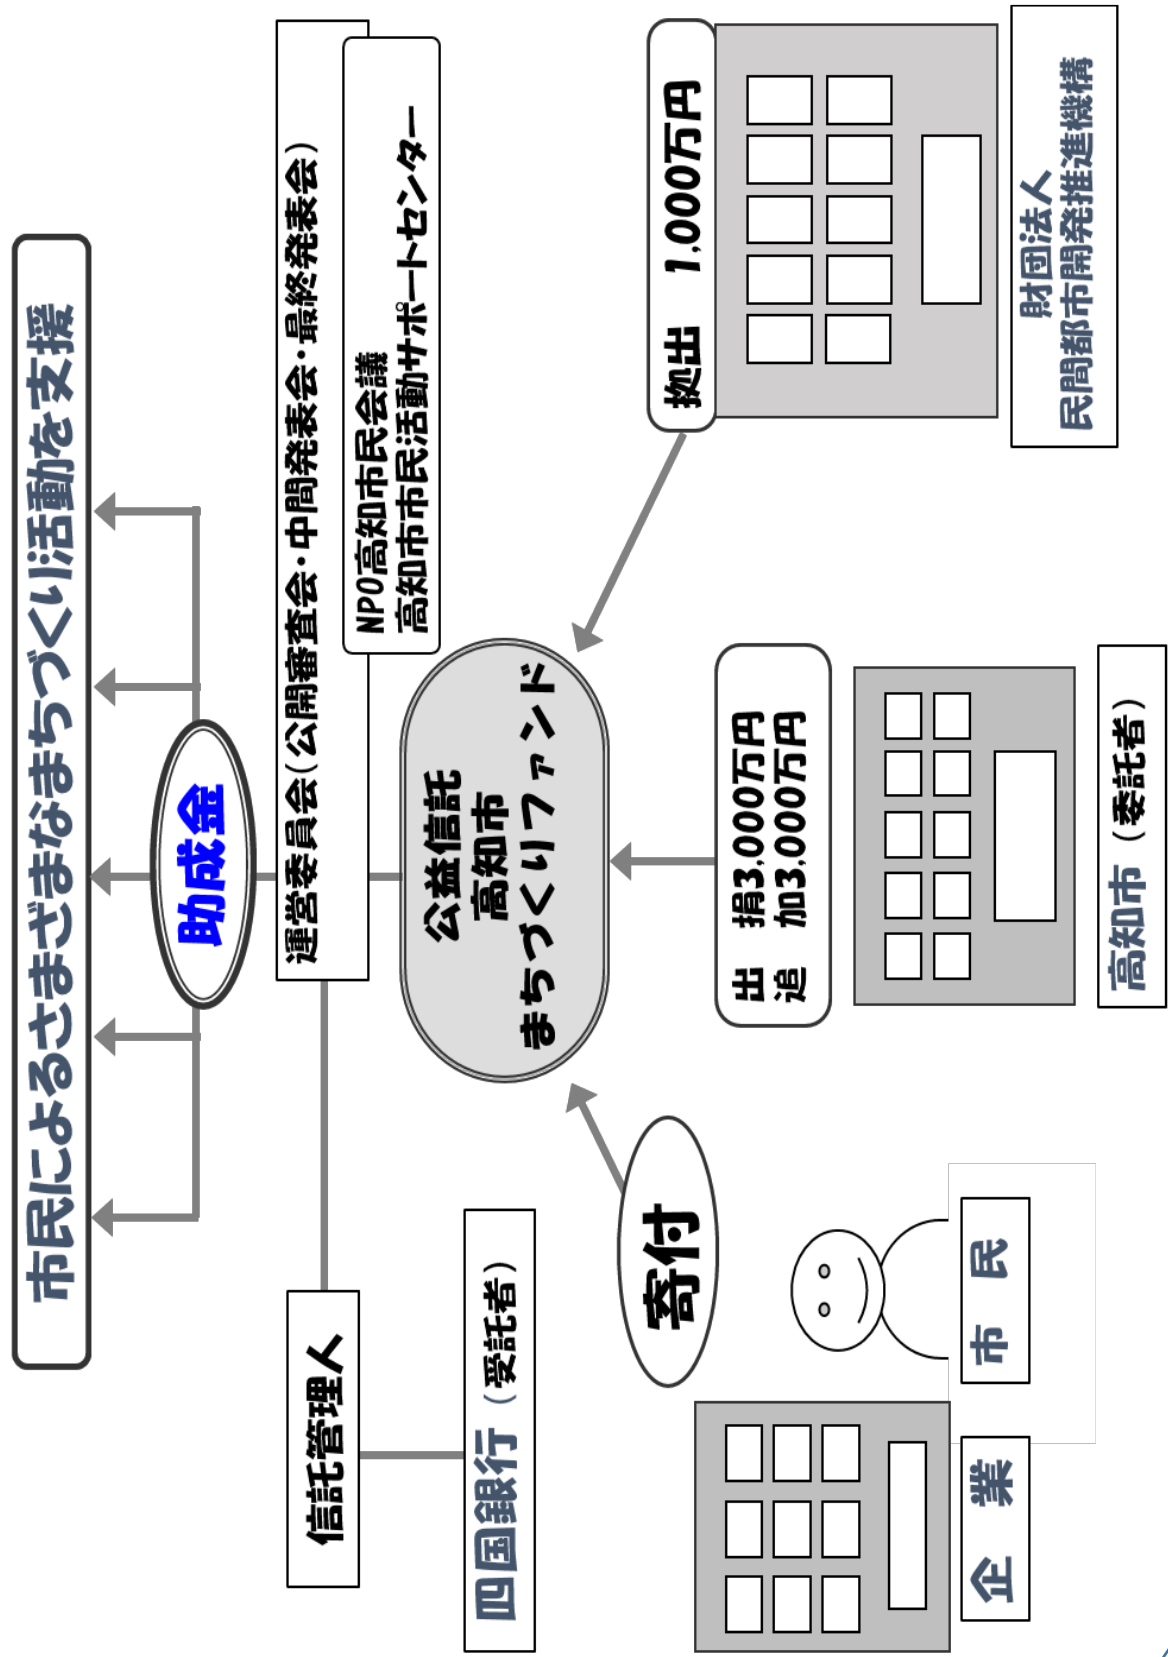 市民によるさまざまなまちづくり活動を支援
助成金
運営委員会(公開審査会・中間発表会・最終発表会)
NPO高知市民会議
高知市市民活動サポートセンター
信託管理人
四国銀行(受託者)
公益信託
高知市
まちづくりファンド
寄付
出 捐3,000万円
追 加3,000万円
拠出 1,000万円
企 業
市 民
高知市(委託者)
財団法人
民間都市開発推進機構